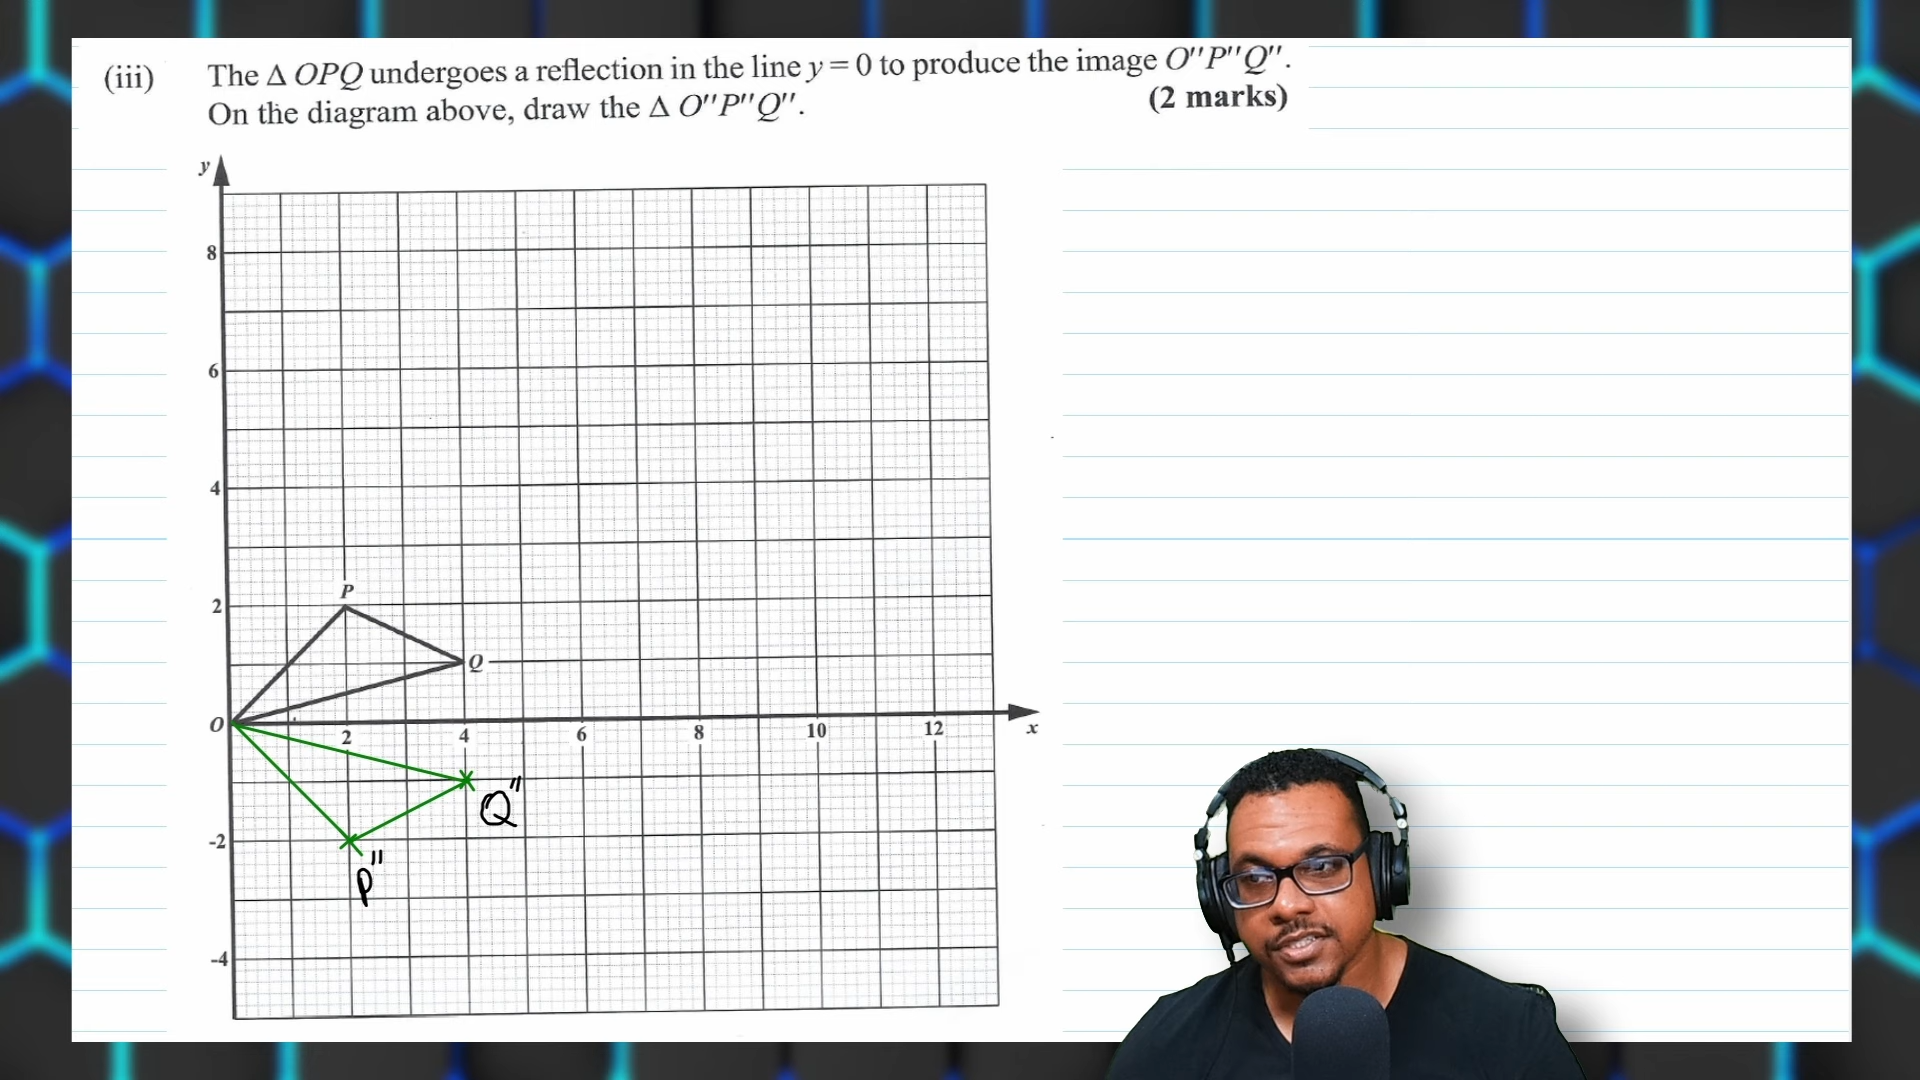 (iii) The Δ OPQ undergoes a reflection in the line y = 0 to produce the image O"P"Q".
On the diagram above, draw the Δ O"P"Q".
(2 marks)
y
8
6
4
P
2
Q
O
2 4 6 8 10 12 x
Q"
-2
P"
-4